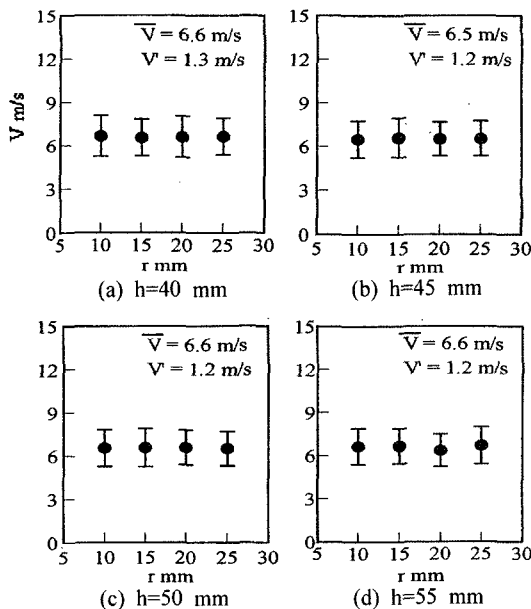 15
V̅ = 6.6 m/s
V' = 1.3 m/s
12
V m/s
9
6
3
0
5 10 15 20 25 30
r mm
(a) h=40 mm
15
V̅ = 6.5 m/s
V' = 1.2 m/s
12
9
6
3
0
5 10 15 20 25 30
r mm
(b) h=45 mm
15
V̅ = 6.6 m/s
V' = 1.2 m/s
12
9
6
3
0
5 10 15 20 25 30
r mm
(c) h=50 mm
15
V̅ = 6.6 m/s
V' = 1.2 m/s
12
9
6
3
0
5 10 15 20 25 30
r mm
(d) h=55 mm